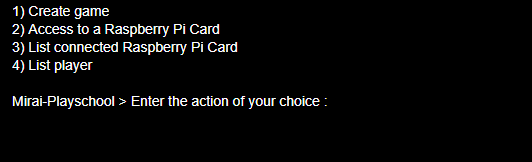 1) Create game
2) Access to a Raspberry Pi Card
3) List connected Raspberry Pi Card
4) List player
Mirai-Playschool > Enter the action of your choice :